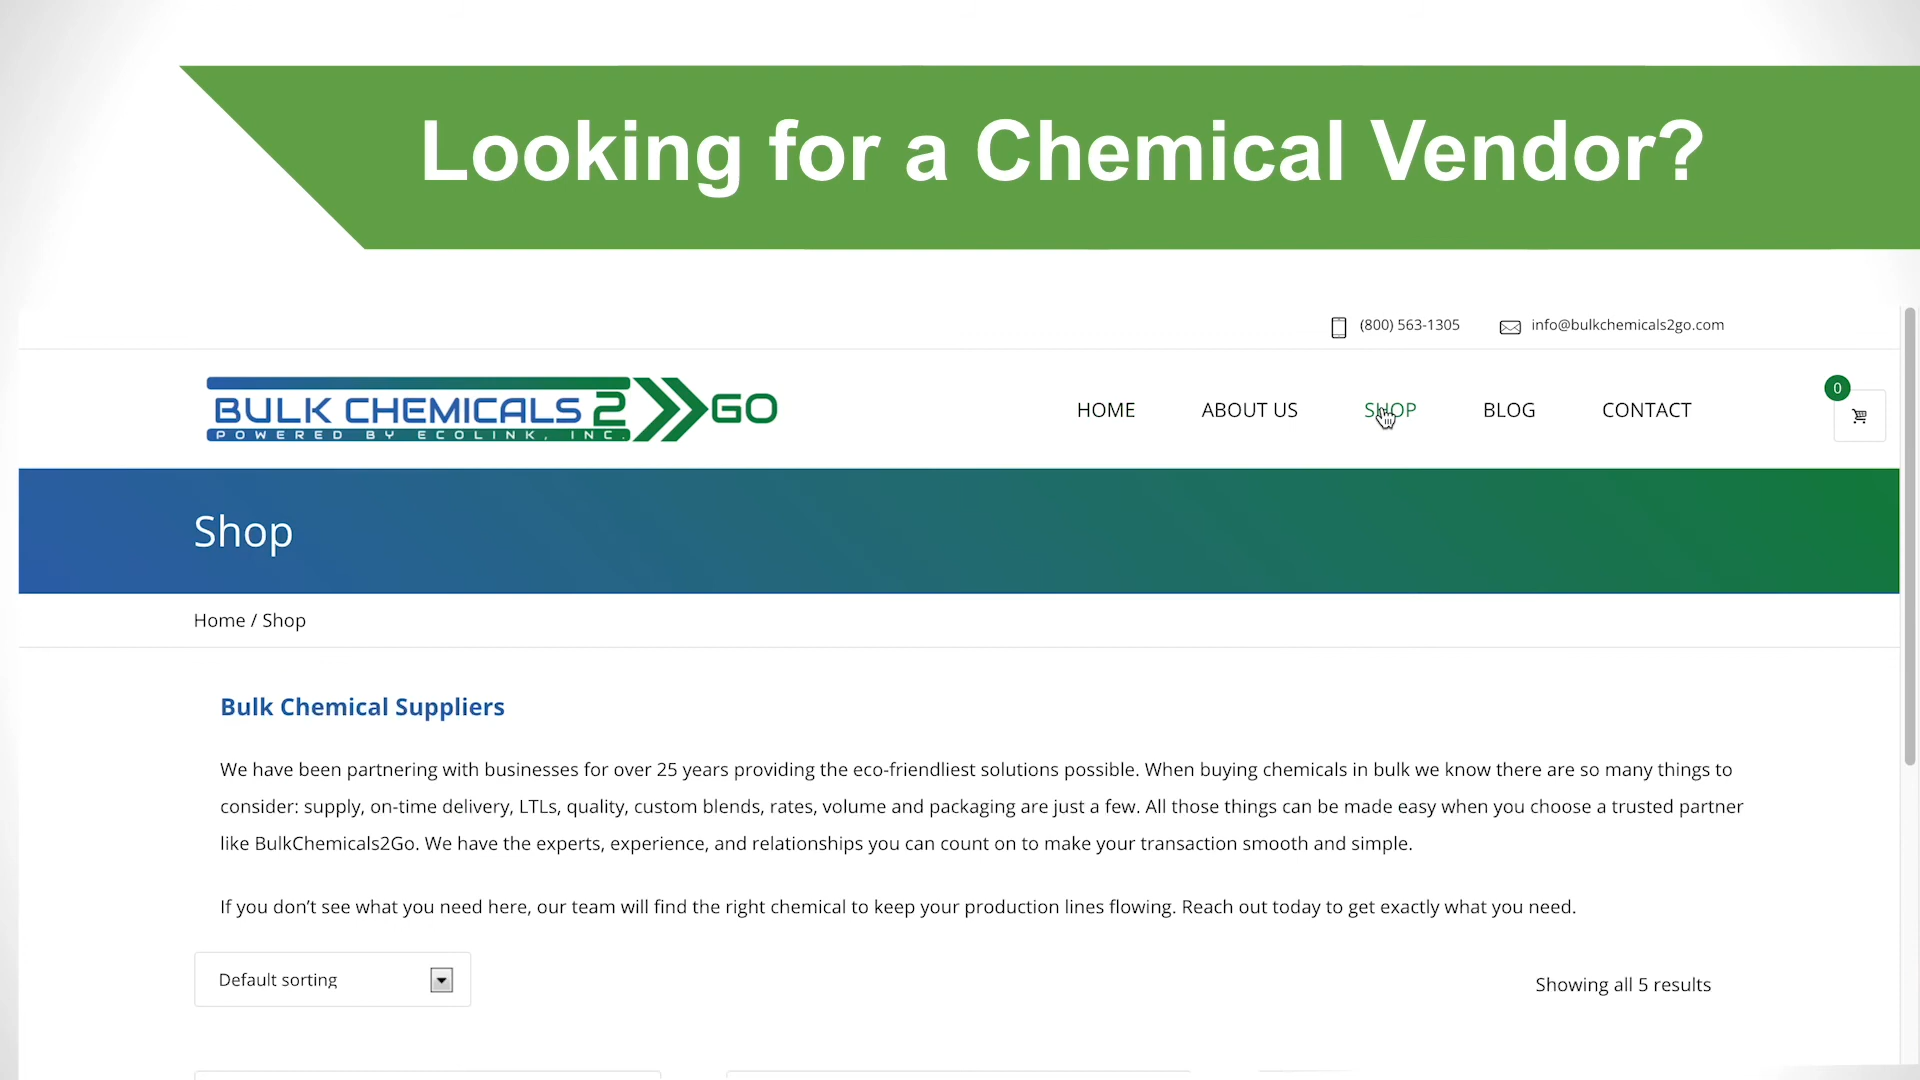 Looking for a Chemical Vendor?
(800) 563-1305 info@bulkchemicals2go.com
BULK CHEMICALS 2 GO
POWERED BY ECOLINK, INC.
HOME ABOUT US SHOP BLOG CONTACT
0
Shop
Home / Shop
Bulk Chemical Suppliers
We have been partnering with businesses for over 25 years providing the eco-friendliest solutions possible. When buying chemicals in bulk we know there are so many things to
consider: supply, on-time delivery, LTLs, quality, custom blends, rates, volume and packaging are just a few. All those things can be made easy when you choose a trusted partner
like BulkChemicals2Go. We have the experts, experience, and relationships you can count on to make your transaction smooth and simple.
If you don’t see what you need here, our team will find the right chemical to keep your production lines flowing. Reach out today to get exactly what you need.
Default sorting
Showing all 5 results